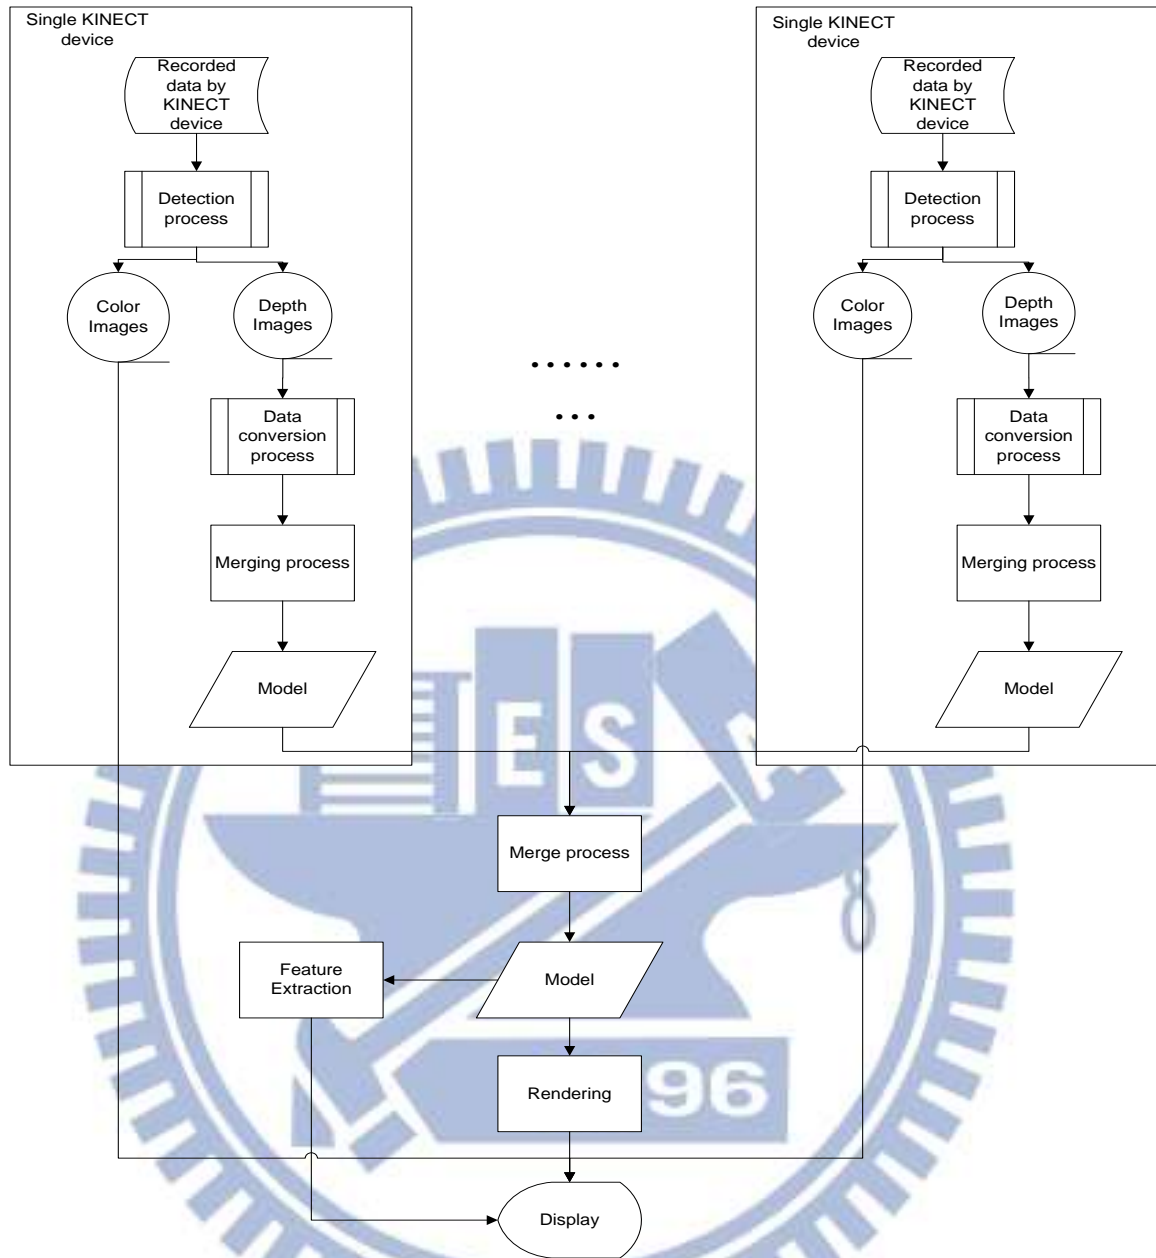 Single KINECT
device
Recorded
data by
KINECT
device
Detection
process
Color
Images
Depth
Images
Data
conversion
process
Merging process
Model
......
...
Single KINECT
device
Recorded
data by
KINECT
device
Detection
process
Color
Images
Depth
Images
Data
conversion
process
Merging process
Model
E S
Merge process
Feature
Extraction
Model
Rendering
96
Display